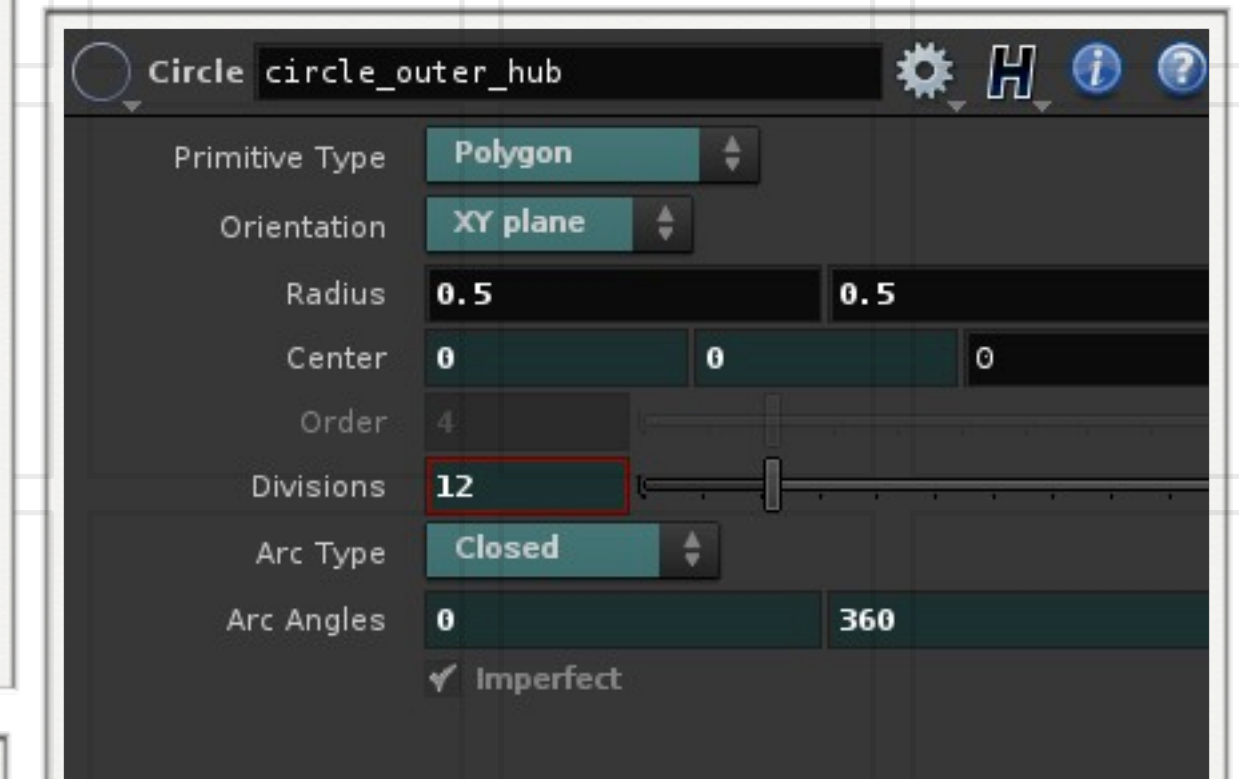 Circle circle_outer_hub H i ?
Primitive Type Polygon
Orientation XY plane
Radius 0.5 0.5
Center 0 0 0
Order 4
Divisions 12
Arc Type Closed
Arc Angles 0 360
Imperfect